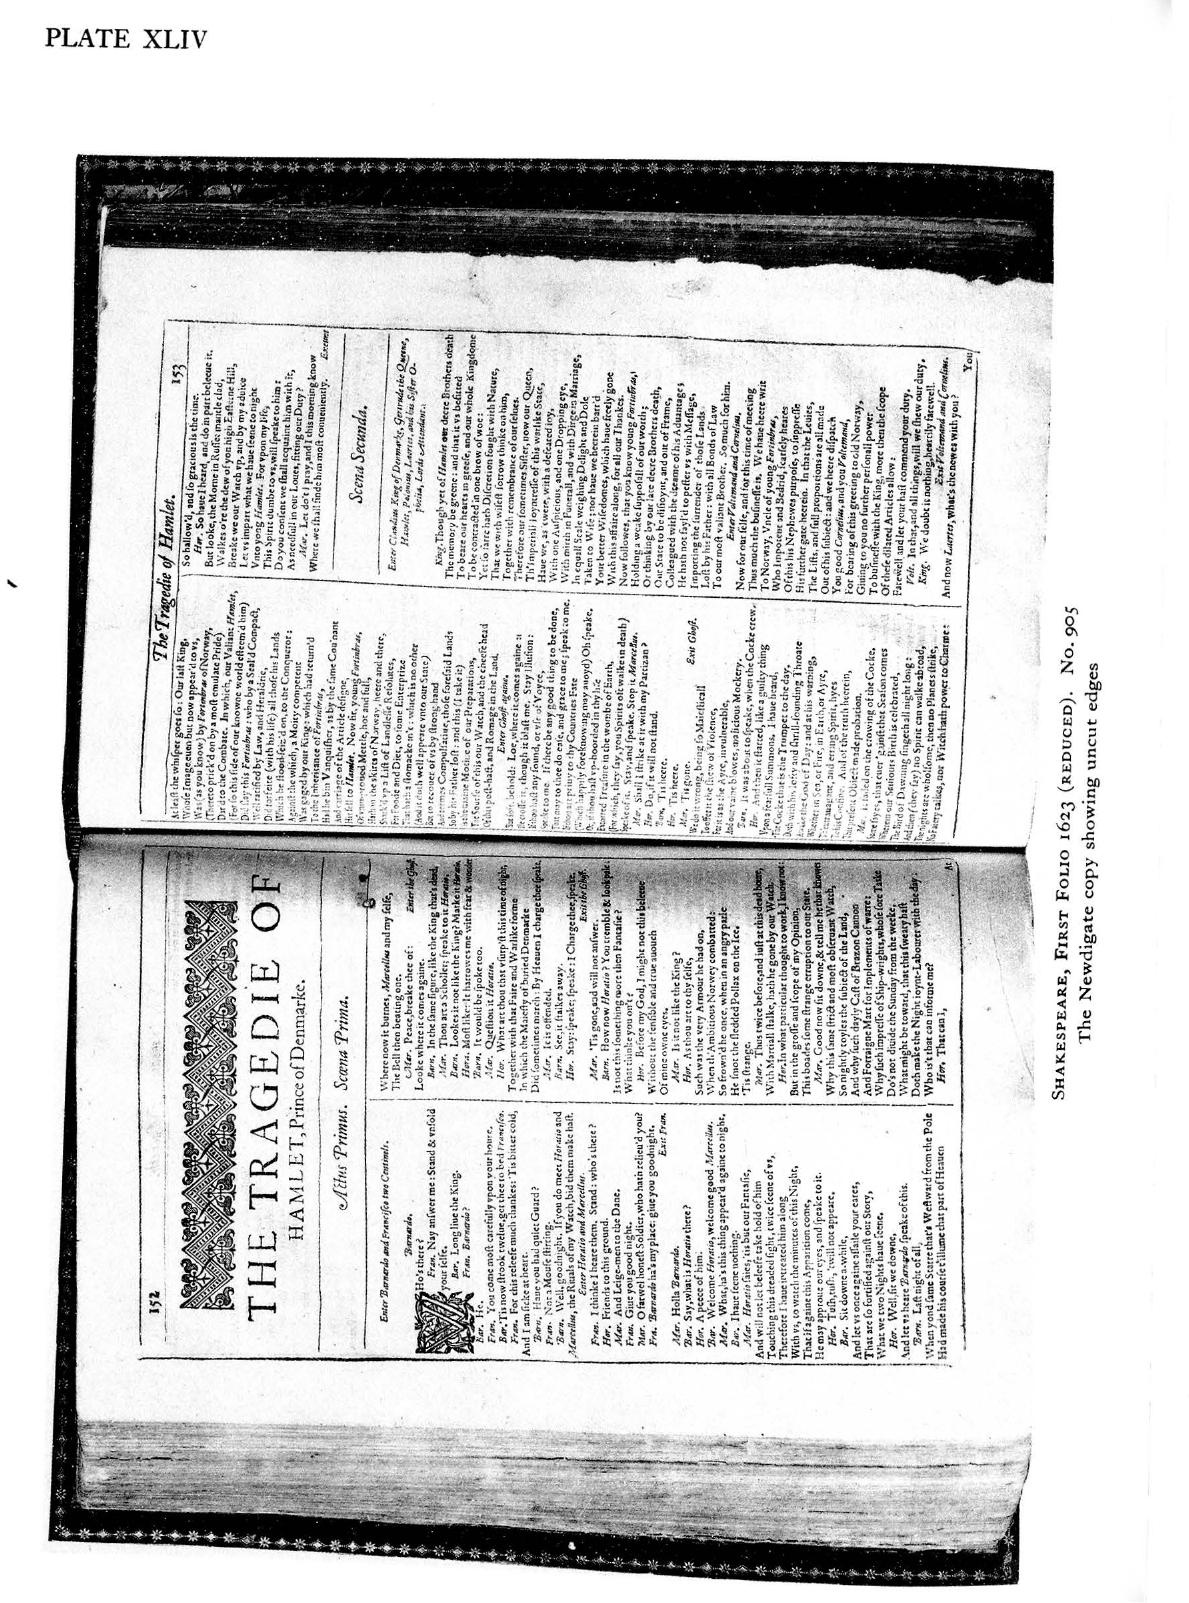 PLATE XLIV
152
THE TRAGEDIE OF
HAMLET, Prince of Denmarke.
Actus Primus. Scœna Prima.
Enter Barnardo and Francisco two Centinels.
Barnardo.
WHo's there?
Fran. Nay answer me: Stand & vnfold
your selfe.
Bar. Long liue the King.
Fran. Barnardo?
Bar. He.
Fran. You come most carefully vpon your houre.
Bar. 'Tis now strook twelue, get thee to bed Francisco.
Fran. For this releefe much thankes: 'Tis bitter cold,
And I am sicke at heart.
Barn. Haue you had quiet Guard?
Fran. Not a Mouse stirring.
Barn. Well, goodnight. If you do meet Horatio and
Marcellus, the Riuals of my Watch, bid them make hast.
Enter Horatio and Marcellus.
Fran. I thinke I heare them. Stand: who's there?
Hor. Friends to this ground.
Mar. And Leige-men to the Dane.
Fran. Giue you good night.
Mar. O farwel honest Soldier, who hath relieu'd you?
Fra. Barnardo ha's my place: giue you goodnight.
Exit Fran.
Mar. Holla Barnardo.
Bar. Say, what is Horatio there?
Hor. A peece of him.
Bar. Welcome Horatio, welcome good Marcellus.
Mar. What, ha's this thing appear'd againe to night.
Bar. I haue seene nothing.
Mar. Horatio saies, 'tis but our Fantasie,
And will not let beleefe take hold of him
Touching this dreaded sight, twice seene of vs,
Therefore I haue intreated him along
With vs, to watch the minutes of this Night,
That if againe this Apparition come,
He may approue our eyes, and speake to it.
Hor. Tush, tush, 'twill not appeare.
Bar. Sit downe a-while,
And let vs once againe assaile your eares,
That are so fortified against our Story,
What we two Nights haue seene.
Hor. Well, sit we downe,
And let vs heare Barnardo speake of this.
Barn. Last night of all,
When yond same Starre that's Westward from the Pole
Had made his course t'illume that part of Heauen
Where now it burnes, Marcellus and my selfe,
The Bell then beating one.
Mar. Peace, breake thee of: Enter the Ghost.
Looke where it comes againe.
Barn. In the same figure, like the King that's dead.
Mar. Thou art a Scholler; speake to it Horatio.
Barn. Lookes it not like the King? Marke it Horatio.
Hora. Most like: It harrowes me with fear & wonder
Barn. It would be spoke too.
Mar. Question it Horatio.
Hor. What art thou that vsurp'st this time of night,
Together with that Faire and Warlike forme
In which the Maiesty of buried Denmarke
Did sometimes march: By Heauen I charge thee speake.
Mar. It is offended.
Barn. See, it stalkes away.
Hor. Stay: speake; speake: I Charge thee, speake.
Exit the Ghost.
Mar. 'Tis gone, and will not answer.
Barn. How now Horatio? You tremble & look pale:
Is not this something more then Fantasie?
What thinke you on't?
Hor. Before my God, I might not this beleeue
Without the sensible and true auouch
Of mine owne eyes.
Mar. Is it not like the King?
Hor. As thou art to thy selfe,
Such was the very Armour he had on,
When th' Ambitious Norwey combatted:
So frown'd he once, when in an angry parle
He smot the sledded Pollax on the Ice.
'Tis strange.
Mar. Thus twice before, and iust at this dead houre,
With Martiall stalke, hath he gone by our Watch.
Hor. In what particular thought to work, I know not:
But in the grosse and scope of my Opinion,
This boades some strange erruption to our State.
Mar. Good now sit downe, & tell me he that knowes
Why this same strict and most obseruant Watch,
So nightly toyles the subiect of the Land,
And why such dayly Cast of Brazon Cannon
And Forraigne Mart for Implements of warre:
Why such impresse of Ship-wrights, whose sore Taske
Do's not diuide the Sunday from the weeke,
What might be toward, that this sweaty hast
Doth make the Night ioynt-Labourer with the day:
Who is't that can informe me?
Hor. That can I,
At
The Tragedie of Hamlet. 153
At least the whisper goes so: Our last King,
Whose Image euen but now appear'd to vs,
Was (as you know) by Fortinbras of Norway,
(Thereto prick'd on by a most emulate Pride)
Dar'd to the Combate. In which, our Valiant Hamlet,
(For so this side of our knowne world esteem'd him)
Did slay this Fortinbras: who by a Seal'd Compact,
Well ratified by Law, and Heraldrie,
Did forfeite (with his life) all those his Lands
Which he stood seiz'd on, to the Conqueror:
Against the which, a Moity competent
Was gaged by our King: which had return'd
To the Inheritance of Fortinbras,
Had he bin Vanquisher, as by the same Cou'nant
And carriage of the Article designe,
His fell to Hamlet. Now sir, young Fortinbras,
Of vnimproued Mettle, hot and full,
Hath in the skirts of Norway, heere and there,
Shark'd vp a List of Landlesse Resolutes,
For Foode and Diet, to some Enterprize
That hath a stomacke in't: which is no other
(And it doth well appeare vnto our State)
But to recouer of vs by strong hand
And termes Compulsatiue, those foresaid Lands
So by his Father lost: and this (I take it)
Is the maine Motiue of our Preparations,
The Sourse of this our Watch, and the cheefe head
Of this post-hast, and Romage in the Land.
Enter Ghost againe.
But soft, behold: Loe, where it comes againe:
Ile crosse it, though it blast me. Stay Illusion:
If thou hast any sound, or vse of Voyce,
Speake to me. If there be any good thing to be done,
That may to thee do ease, and grace to me; speak to me.
If thou art priuy to thy Countries Fate
(Which happily foreknowing may auoyd) Oh speake.
Or, if thou hast vp-hoorded in thy life
Extorted Treasure in the wombe of Earth,
(For which, they say, you Spirits oft walke in death)
Speake of it. Stay, and speake. Stop it Marcellus.
Mar. Shall I strike at it with my Partizan?
Hor. Do, if it will not stand.
Barn. 'Tis heere.
Hor. 'Tis heere.
Mar. 'Tis gone. Exit Ghost.
We do it wrong, being so Maiesticall
To offer it the shew of Violence,
For it is as the Ayre, invulnerable,
And our vaine blowes, malicious Mockery.
Barn. It was about to speake, when the Cocke crew.
Hor. And then it started, like a guilty thing
Vpon a fearfull Summons. I haue heard,
The Cocke that is the Trumpet to the day,
Doth with his lofty and shrill-sounding Throate
Awake the God of Day: and at his warning,
Whether in Sea, or Fire, in Earth, or Ayre,
Th'extrauagant, and erring Spirit, hyes
To his Confine. And of the truth heerein,
This present Obiect made probation.
Mar. It faded on the crowing of the Cocke.
Some sayes, that euer 'gainst that Season comes
Wherein our Sauiours Birth is celebrated,
The Bird of Dawning singeth all night long:
And then (they say) no Spirit can walke abroad,
The nights are wholsome, then no Planets strike,
No Faiery talkes, nor Witch hath power to Charme:
So hallow'd, and so gracious is the time.
Hor. So haue I heard, and do in part beleeue it.
But looke, the Morne in Russet mantle clad,
Walkes o're the dew of yon high Easterne Hill,
Breake we our Watch vp, and by my aduice
Let vs impart what we haue seene to night
Vnto yong Hamlet. For vpon my life,
This Spirit dumbe to vs, will speake to him:
Do you consent we shall acquaint him with it,
As needfull in our Loues, fitting our Duty?
Mar. Let do't I pray, and I this morning know
Where we shall finde him most conueniently. Exeunt
Scena Secunda.
Enter Claudius King of Denmarke, Gertrude the Queene,
Hamlet, Polonius, Laertes, and his Sister O-
phelia, Lords Attendant.
King. Though yet of Hamlet our deere Brothers death
The memory be greene: and that it vs befitted
To beare our hearts in greefe, and our whole Kingdome
To be contracted in one brow of woe:
Yet so farre hath Discretion fought with Nature,
That we with wisest sorrow thinke on him,
Together with remembrance of our selues.
Therefore our sometimes Sister, now our Queen,
Th'Imperiall Ioyntresse of this warlike State,
Haue we, as 'twere, with a defeated ioy,
With one Auspicious, and one Dropping eye,
With mirth in Funerall, and with Dirge in Marriage,
In equall Scale weighing Delight and Dole
Taken to Wife; nor haue we heerein barr'd
Your better Wisedomes, which haue freely gone
With this affaire along, for all our Thankes.
Now followes, that you know young Fortinbras,
Holding a weake supposall of our worth;
Or thinking by our late deere Brothers death,
Our State to be disioynt, and out of Frame,
Colleagued with the dreame of his Aduantage;
He hath not fayl'd to pester vs with Message,
Importing the surrender of those Lands
Lost by his Father: with all Bonds of Law
To our most valiant Brother. So much for him.
Enter Voltemand and Cornelius.
Now for our selfe, and for this time of meeting
Thus much the businesse is. We haue heere writ
To Norway, Vncle of young Fortinbras,
Who Impotent and Bedrid, scarsely heares
Of this his Nephewes purpose, to suppresse
His further gate heerein. In that the Leuies,
The Lists, and full proportions are all made
Out of his subiect: and we heere dispatch
You good Cornelius, and you Voltemand,
For bearing of this greeting to old Norway,
Giuing to you no further personall power
To businesse with the King, more then the scope
Of these dilated Articles allow:
Farewell, and let your hast commend your duty.
Volt. In that, and all things, will we shew our duty.
King. We doubt it nothing, heartily farewell.
Exit Voltemand and Cornelius.
And now Laertes, what's the newes with you?
You
SHAKESPEARE, FIRST FOLIO 1623 (REDUCED). No. 905
The Newdigate copy showing uncut edges